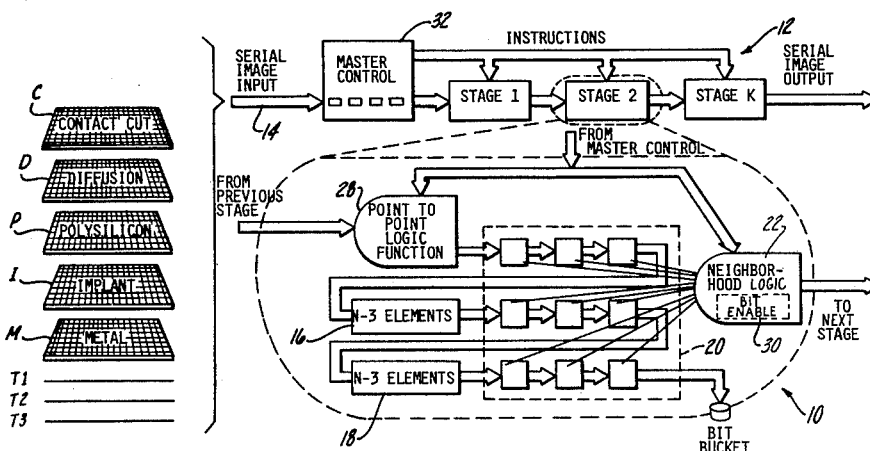 32
INSTRUCTIONS
12
SERIAL
IMAGE
INPUT
MASTER
CONTROL
SERIAL
IMAGE
OUTPUT
14
STAGE 1
STAGE 2
STAGE K
C
CONTACT CUT
D
DIFFUSION
P
POLYSILICON
I
IMPLANT
M
METAL
T1
T2
T3
FROM
MASTER CONTROL
FROM
PREVIOUS
STAGE
28
POINT TO
POINT
LOGIC
FUNCTION
22
NEIGHBOR-
HOOD LOGIC
BIT
ENABLE
30
TO
NEXT
STAGE
N-3 ELEMENTS
16
20
N-3 ELEMENTS
18
10
BIT
BUCKET